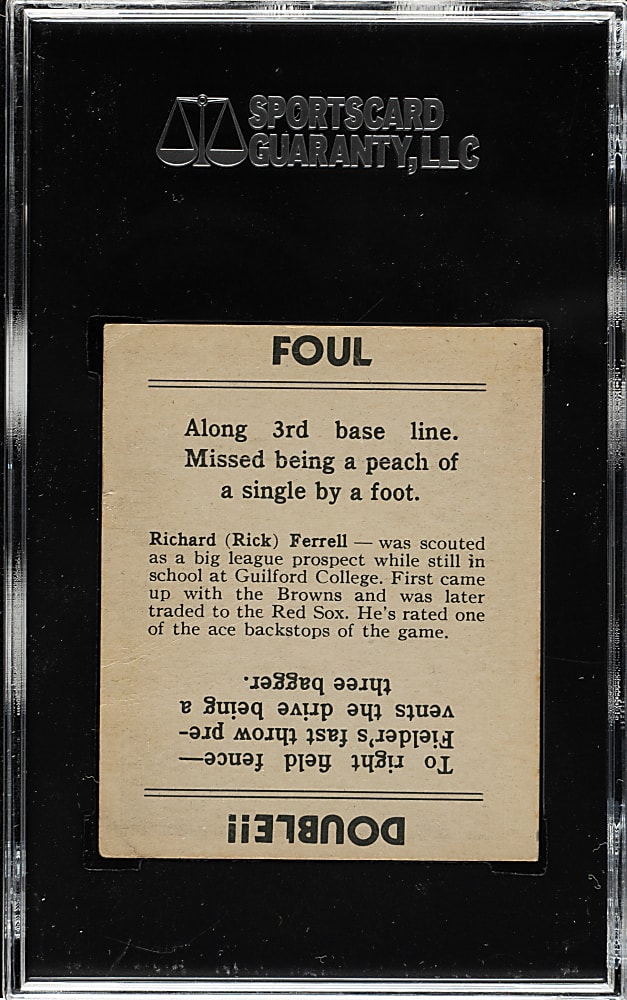 SPORTSCARD
GUARANTY, LLC
FOUL
Along 3rd base line.
Missed being a peach of
a single by a foot.
Richard (Rick) Ferrell — was scouted
as a big league prospect while still in
school at Guilford College. First came
up with the Browns and was later
traded to the Red Sox. He's rated one
of the ace backstops of the game.
DOUBLE!!
To right field fence—
Fielder's fast throw pre-
vents the drive being a
three bagger.